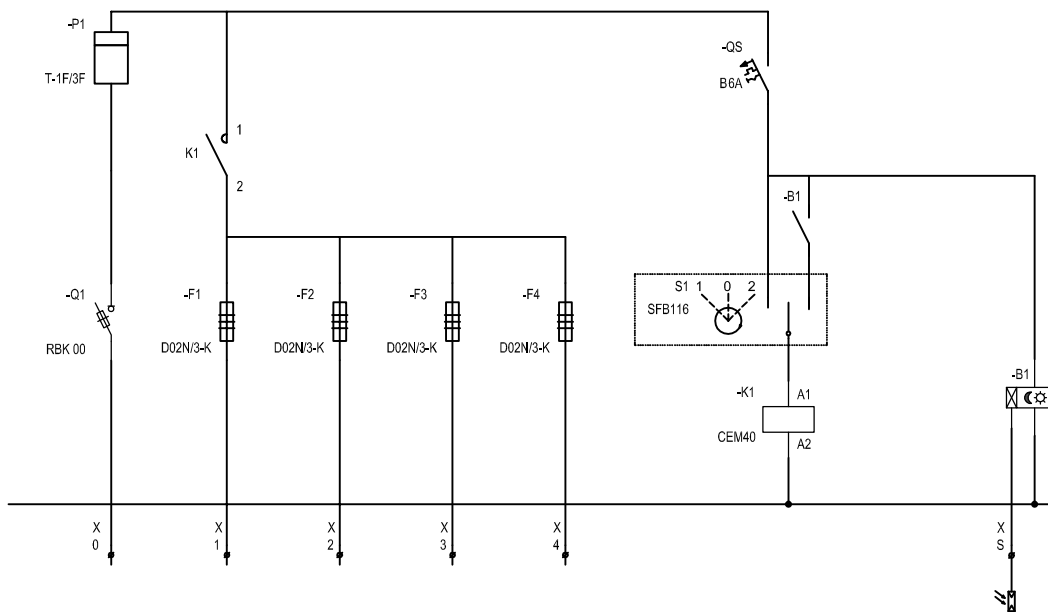 -P1
T-1F/3F
-QS
B6A
1
K1
2
-B1
S1 1 0 2
SFB116
-Q1
RBK 00
-F1
D02N/3-K
-F2
D02N/3-K
-F3
D02N/3-K
-F4
D02N/3-K
-K1
A1
CEM40
A2
-B1
X
0
X
1
X
2
X
3
X
4
X
S